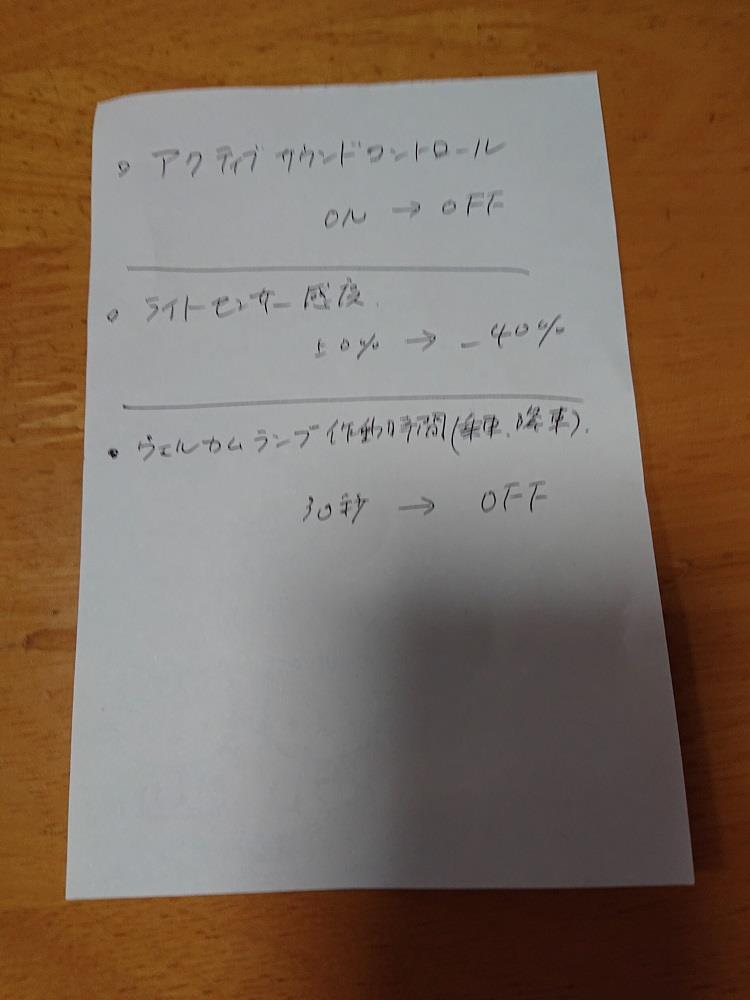 • アクティブサウンドコントロール
ON → OFF
• ライトセンサー感度.
±0% → -40%
• ウェルカムランプ作動時間(乗車、降車).
30秒 → OFF